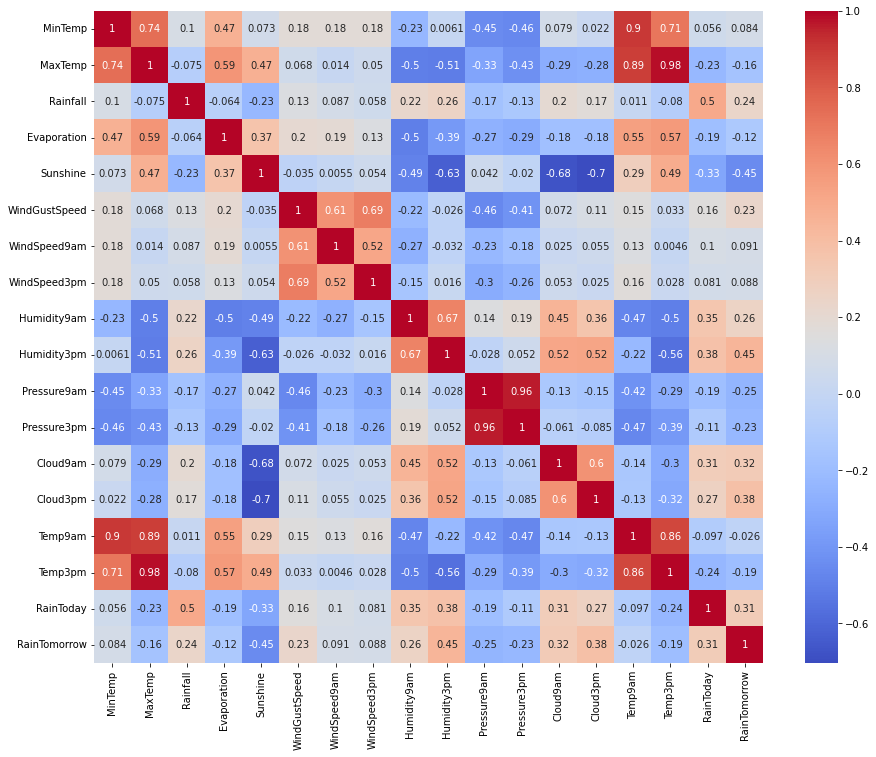 MinTemp 1 0.74 0.1 0.47 0.073 0.18 0.18 0.18 -0.23 0.0061 -0.45 -0.46 0.079 0.022 0.9 0.71 0.056 0.084
MaxTemp 0.74 1 -0.075 0.59 0.47 0.068 0.014 0.05 -0.5 -0.51 -0.33 -0.43 -0.29 -0.28 0.89 0.98 -0.23 -0.16
Rainfall 0.1 -0.075 1 -0.064 -0.23 0.13 0.087 0.058 0.22 0.26 -0.17 -0.13 0.2 0.17 0.011 -0.08 0.5 0.24
Evaporation 0.47 0.59 -0.064 1 0.37 0.2 0.19 0.13 -0.5 -0.39 -0.27 -0.29 -0.18 -0.18 0.55 0.57 -0.19 -0.12
Sunshine 0.073 0.47 -0.23 0.37 1 -0.035 0.0055 0.054 -0.49 -0.63 0.042 -0.02 -0.68 -0.7 0.29 0.49 -0.33 -0.45
WindGustSpeed 0.18 0.068 0.13 0.2 -0.035 1 0.61 0.69 -0.22 -0.026 -0.46 -0.41 0.072 0.11 0.15 0.033 0.16 0.23
WindSpeed9am 0.18 0.014 0.087 0.19 0.0055 0.61 1 0.52 -0.27 -0.032 -0.23 -0.18 0.025 0.055 0.13 0.0046 0.1 0.091
WindSpeed3pm 0.18 0.05 0.058 0.13 0.054 0.69 0.52 1 -0.15 0.016 -0.3 -0.26 0.053 0.025 0.16 0.028 0.081 0.088
Humidity9am -0.23 -0.5 0.22 -0.5 -0.49 -0.22 -0.27 -0.15 1 0.67 0.14 0.19 0.45 0.36 -0.47 -0.5 0.35 0.26
Humidity3pm 0.0061 -0.51 0.26 -0.39 -0.63 -0.026 -0.032 0.016 0.67 1 -0.028 0.052 0.52 0.52 -0.22 -0.56 0.38 0.45
Pressure9am -0.45 -0.33 -0.17 -0.27 0.042 -0.46 -0.23 -0.3 0.14 -0.028 1 0.96 -0.13 -0.15 -0.42 -0.29 -0.19 -0.25
Pressure3pm -0.46 -0.43 -0.13 -0.29 -0.02 -0.41 -0.18 -0.26 0.19 0.052 0.96 1 -0.061 -0.085 -0.47 -0.39 -0.11 -0.23
Cloud9am 0.079 -0.29 0.2 -0.18 -0.68 0.072 0.025 0.053 0.45 0.52 -0.13 -0.061 1 0.6 -0.14 -0.3 0.31 0.32
Cloud3pm 0.022 -0.28 0.17 -0.18 -0.7 0.11 0.055 0.025 0.36 0.52 -0.15 -0.085 0.6 1 -0.13 -0.32 0.27 0.38
Temp9am 0.9 0.89 0.011 0.55 0.29 0.15 0.13 0.16 -0.47 -0.22 -0.42 -0.47 -0.14 -0.13 1 0.86 -0.097 -0.026
Temp3pm 0.71 0.98 -0.08 0.57 0.49 0.033 0.0046 0.028 -0.5 -0.56 -0.29 -0.39 -0.3 -0.32 0.86 1 -0.24 -0.19
RainToday 0.056 -0.23 0.5 -0.19 -0.33 0.16 0.1 0.081 0.35 0.38 -0.19 -0.11 0.31 0.27 -0.097 -0.24 1 0.31
RainTomorrow 0.084 -0.16 0.24 -0.12 -0.45 0.23 0.091 0.088 0.26 0.45 -0.25 -0.23 0.32 0.38 -0.026 -0.19 0.31 1
MinTemp
MaxTemp
Rainfall
Evaporation
Sunshine
WindGustSpeed
WindSpeed9am
WindSpeed3pm
Humidity9am
Humidity3pm
Pressure9am
Pressure3pm
Cloud9am
Cloud3pm
Temp9am
Temp3pm
RainToday
RainTomorrow
1.0
0.8
0.6
0.4
0.2
0.0
−0.2
−0.4
−0.6